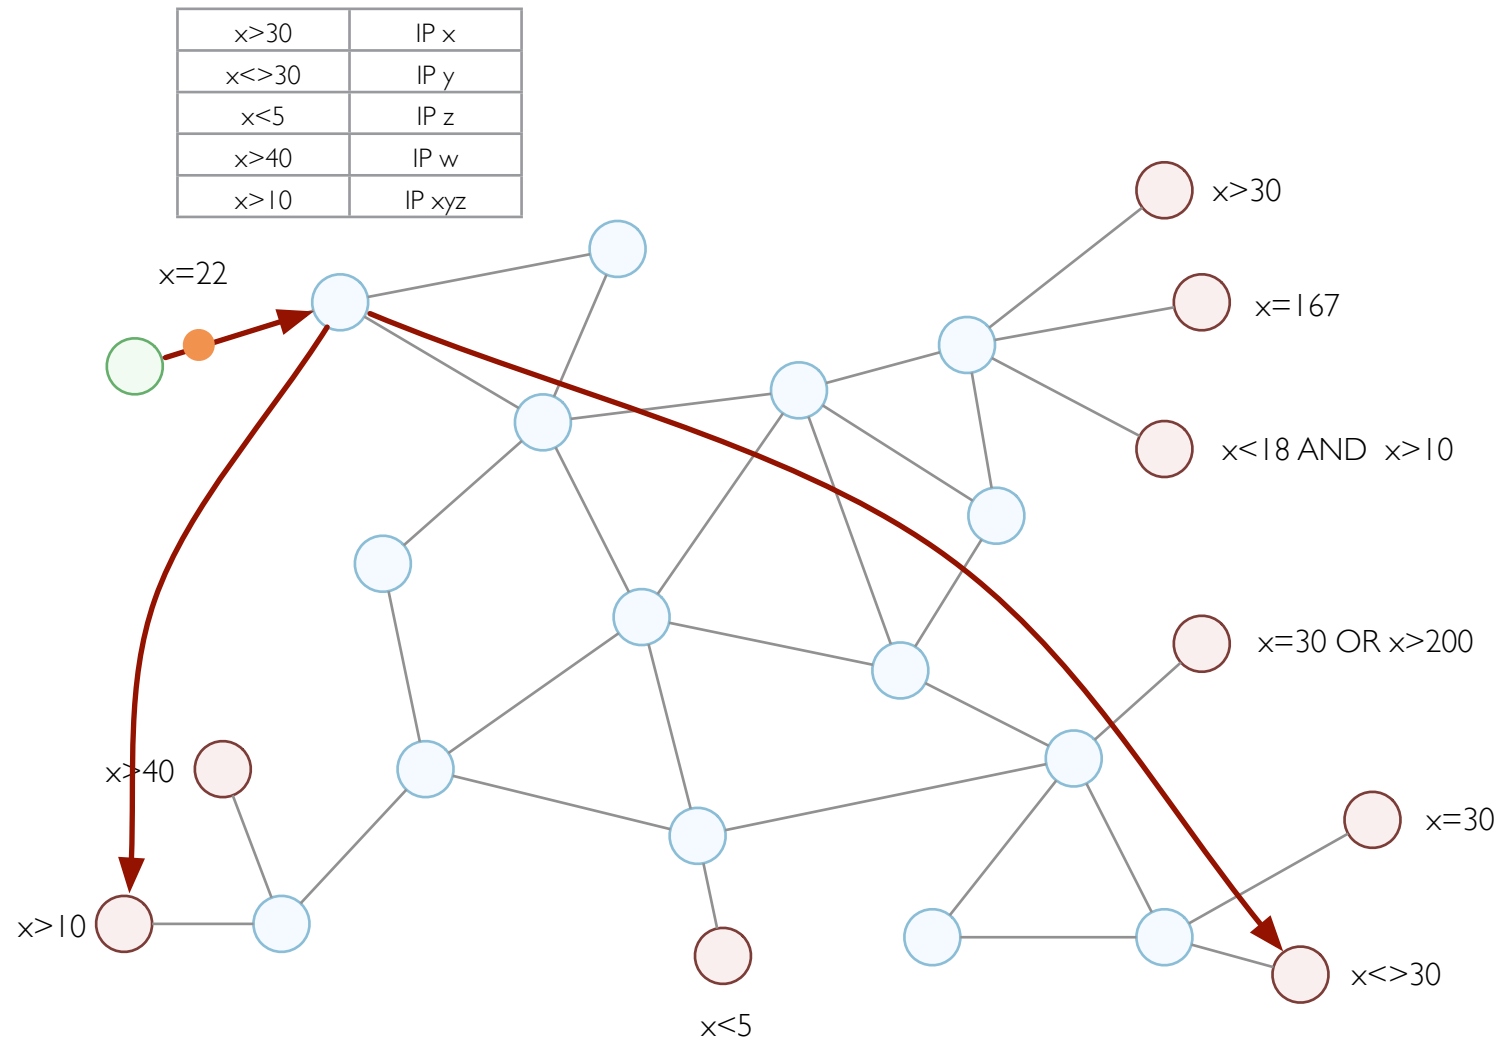 x>30 IP x
x<>30 IP y
x<5 IP z
x>40 IP w
x>10 IP xyz
x=22
x>30
x=167
x<18 AND x>10
x=30 OR x>200
x>40
x=30
x>10
x<>30
x<5